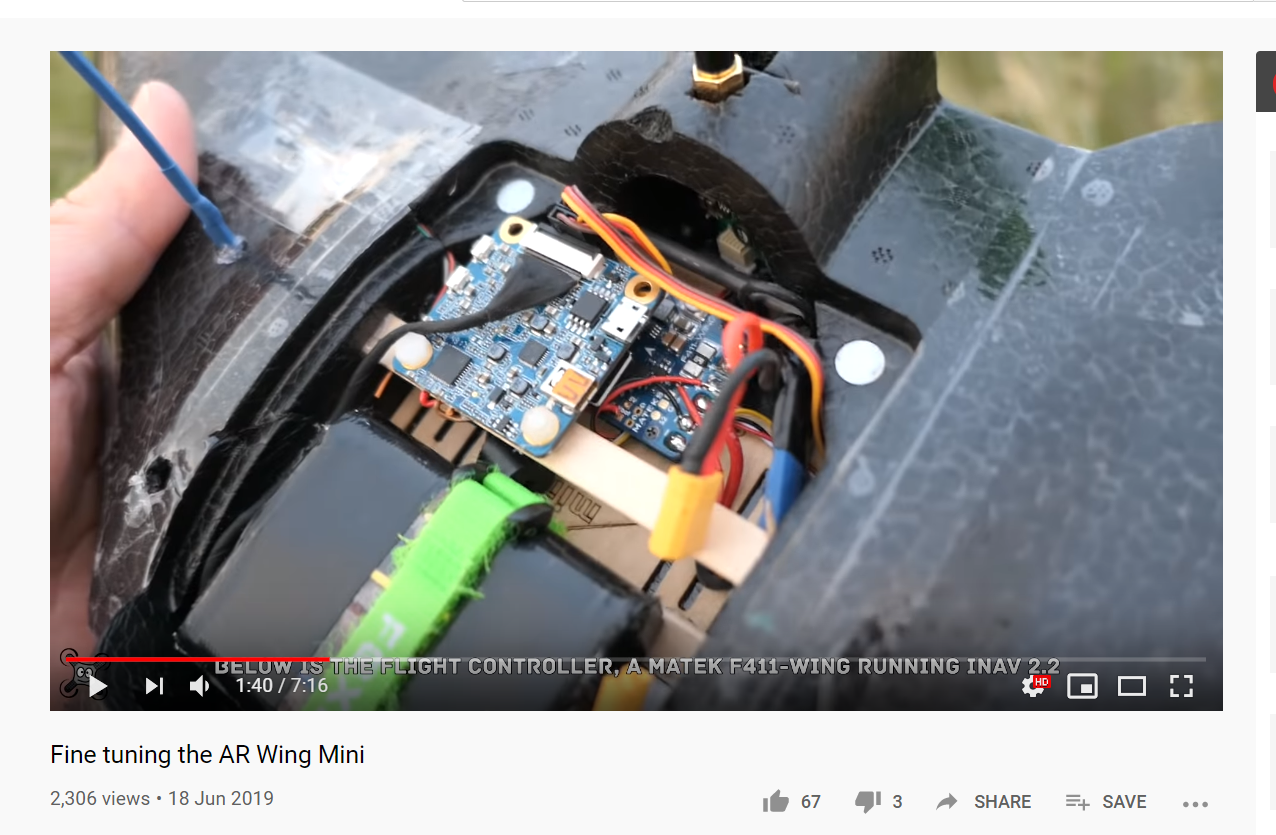 BELOW IS THE FLIGHT CONTROLLER, A MATEK F411-WING RUNNING INAV 2.2
1:40 / 7:16
HD
Fine tuning the AR Wing Mini
2,306 views • 18 Jun 2019
67
3
SHARE
SAVE